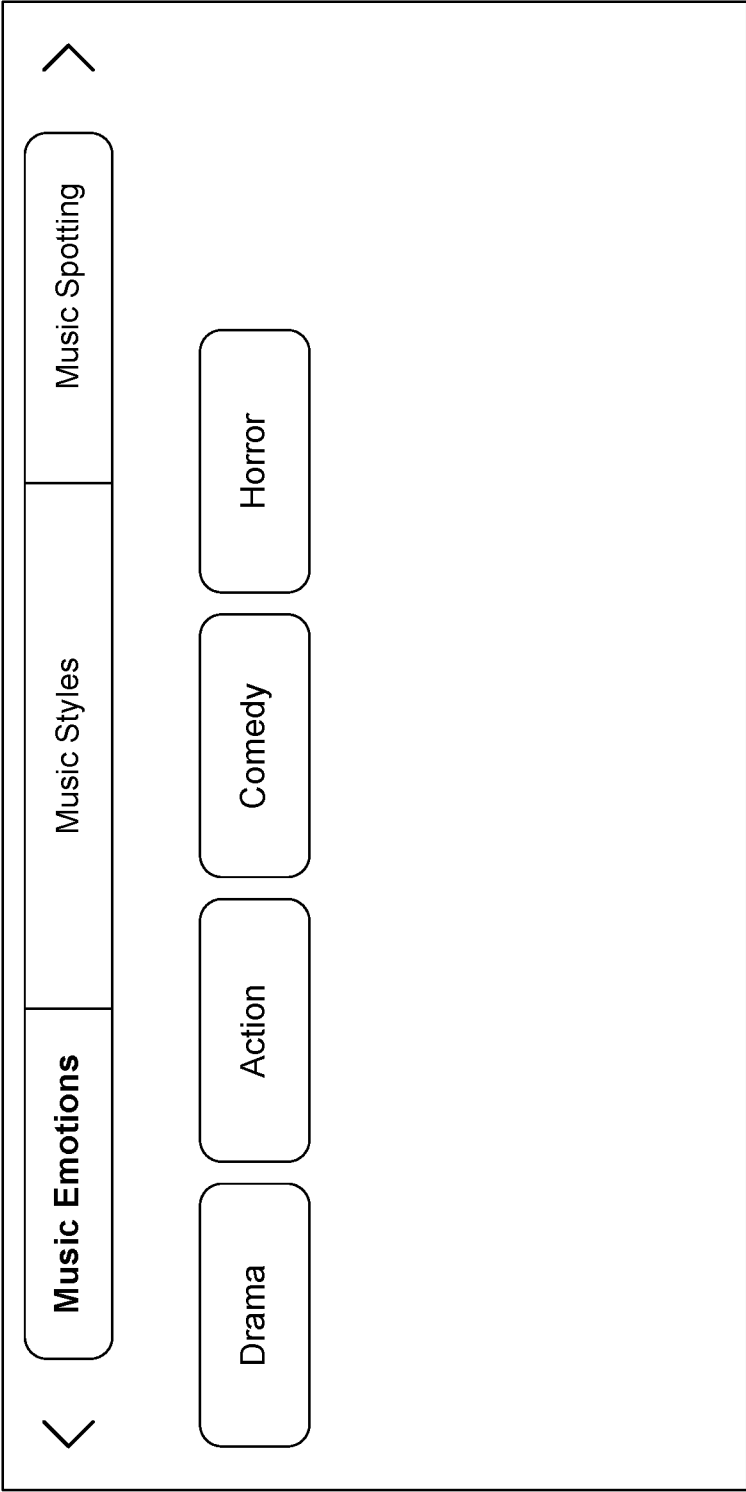 Music Emotions
Music Styles
Music Spotting
Drama
Action
Comedy
Horror